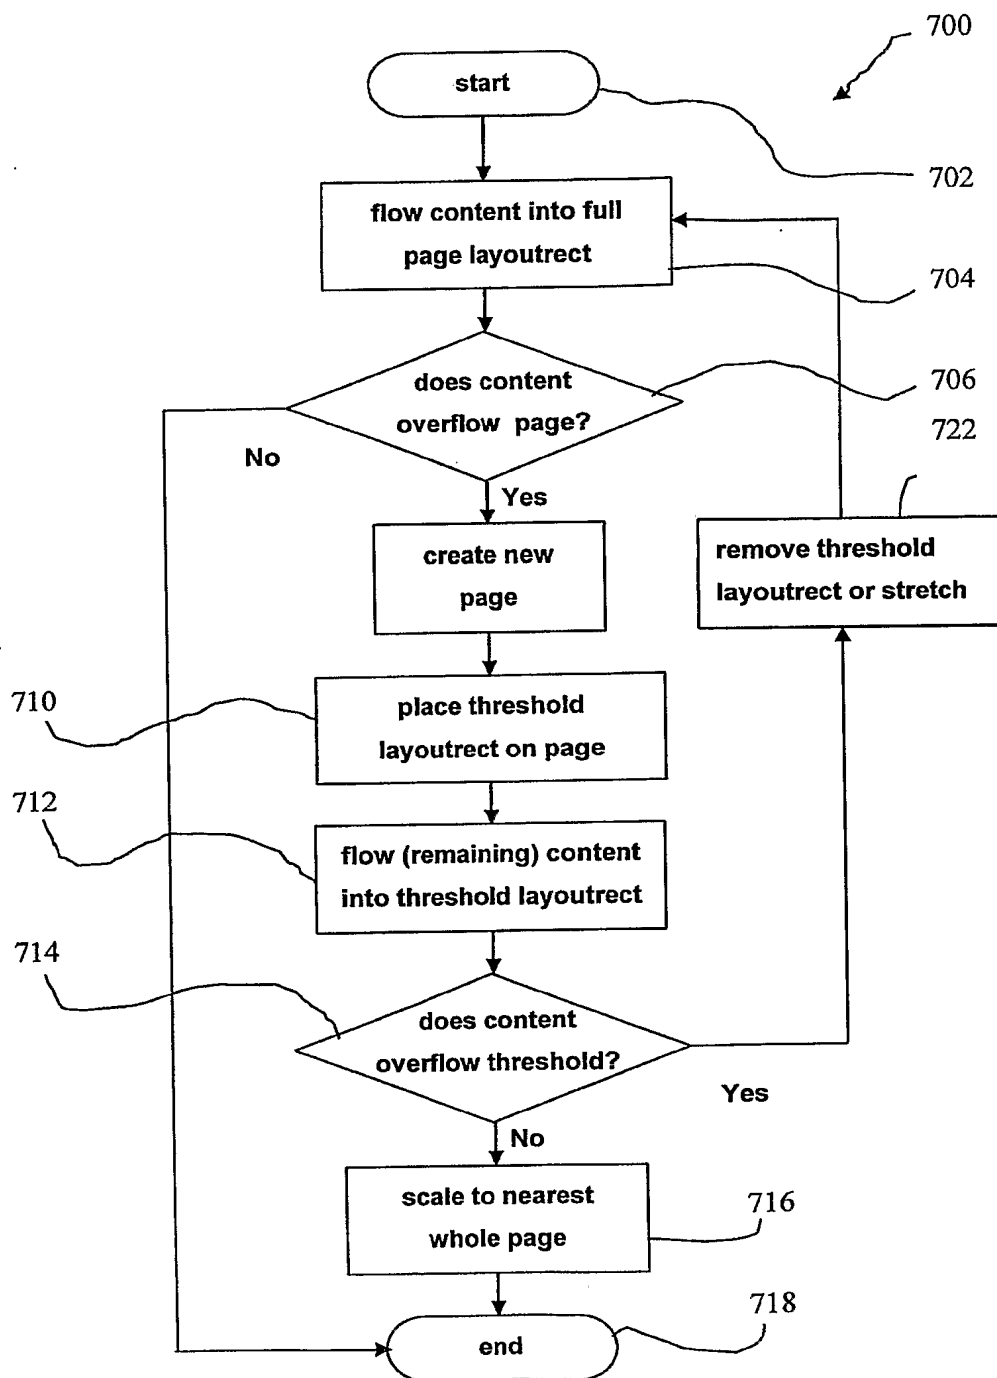 700
start
702
flow content into full
page layoutrect
704
does content
overflow page?
706
722
No
Yes
create new
page
remove threshold
layoutrect or stretch
710
place threshold
layoutrect on page
712
flow (remaining) content
into threshold layoutrect
714
does content
overflow threshold?
Yes
No
scale to nearest
whole page
716
718
end